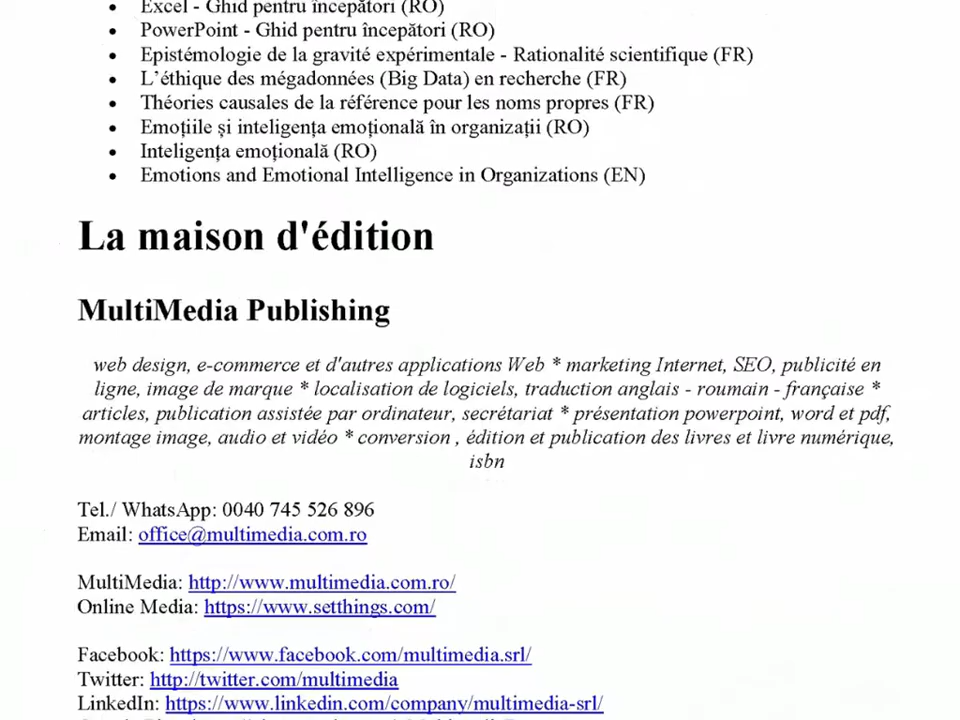 Excel - Ghid pentru începători (RO)
PowerPoint - Ghid pentru începători (RO)
Epistémologie de la gravité expérimentale - Rationalité scientifique (FR)
L’éthique des mégadonnées (Big Data) en recherche (FR)
Théories causales de la référence pour les noms propres (FR)
Emoțiile și inteligența emoțională în organizații (RO)
Inteligența emoțională (RO)
Emotions and Emotional Intelligence in Organizations (EN)
La maison d'édition
MultiMedia Publishing
web design, e-commerce et d'autres applications Web * marketing Internet, SEO, publicité en
ligne, image de marque * localisation de logiciels, traduction anglais - roumain - française *
articles, publication assistée par ordinateur, secrétariat * présentation powerpoint, word et pdf,
montage image, audio et vidéo * conversion , édition et publication des livres et livre numérique,
isbn
Tel./ WhatsApp: 0040 745 526 896
Email: office@multimedia.com.ro
MultiMedia: http://www.multimedia.com.ro/
Online Media: https://www.setthings.com/
Facebook: https://www.facebook.com/multimedia.srl/
Twitter: http://twitter.com/multimedia
LinkedIn: https://www.linkedin.com/company/multimedia-srl/